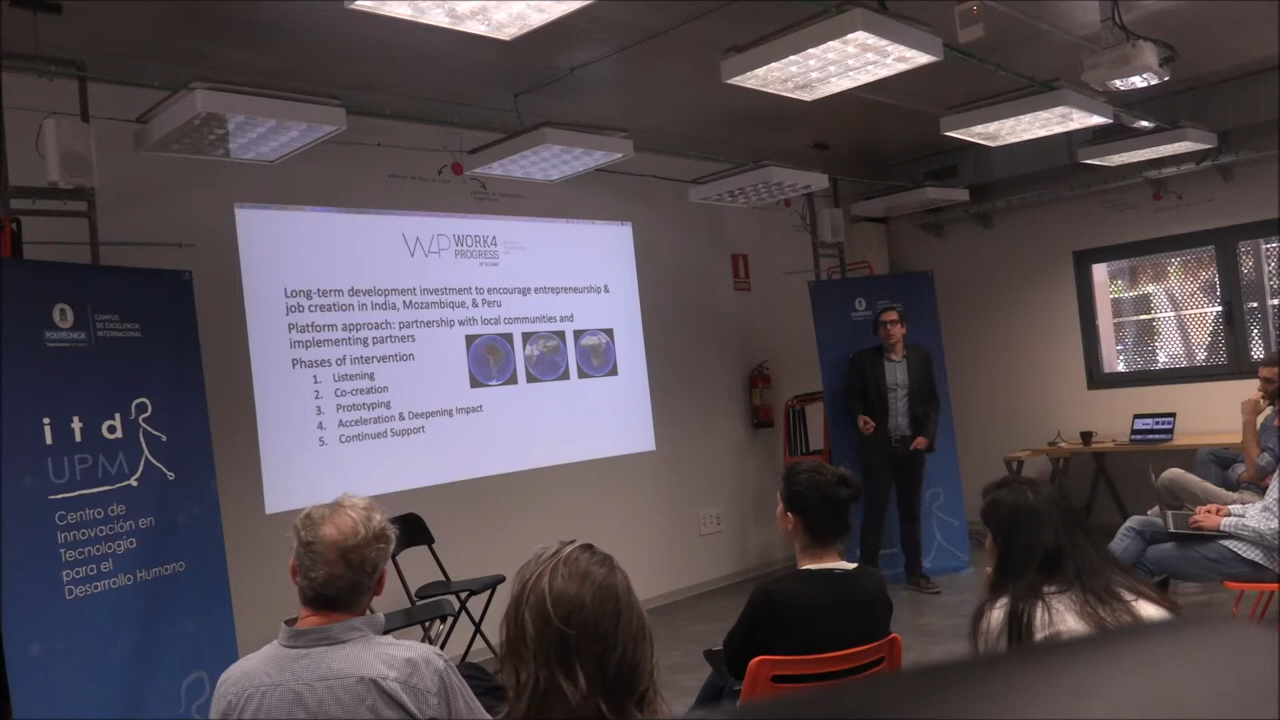 W4P WORK4
PROGRESS
Long-term development investment to encourage entrepreneurship &
job creation in India, Mozambique, & Peru
Platform approach: partnership with local communities and
implementing partners
Phases of intervention
1. Listening
2. Co-creation
3. Prototyping
4. Acceleration & Deepening Impact
5. Continued Support
POLITÉCNICA
CAMPUS
DE EXCELENCIA
INTERNACIONAL
itd
UPM
Centro de
Innovación en
Tecnología
para el
Desarrollo Humano